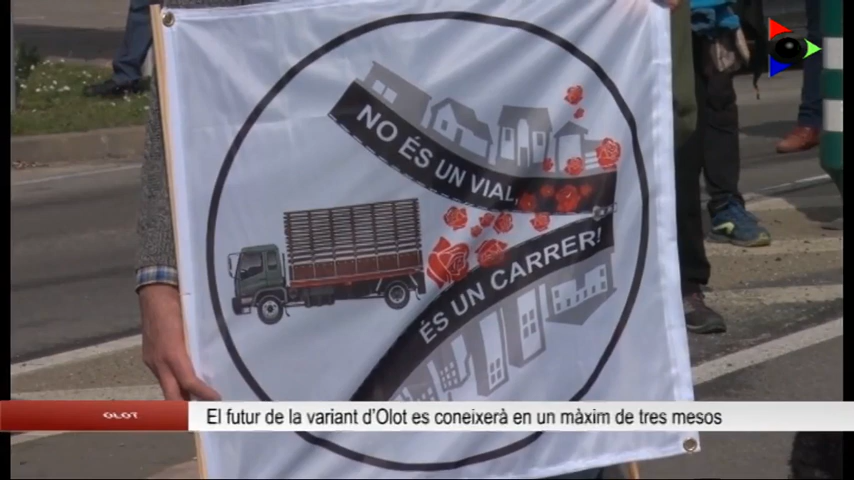 NO ÉS UN VIAL,
ÉS UN CARRER!
OLOT
El futur de la variant d'Olot es coneixerà en un màxim de tres mesos